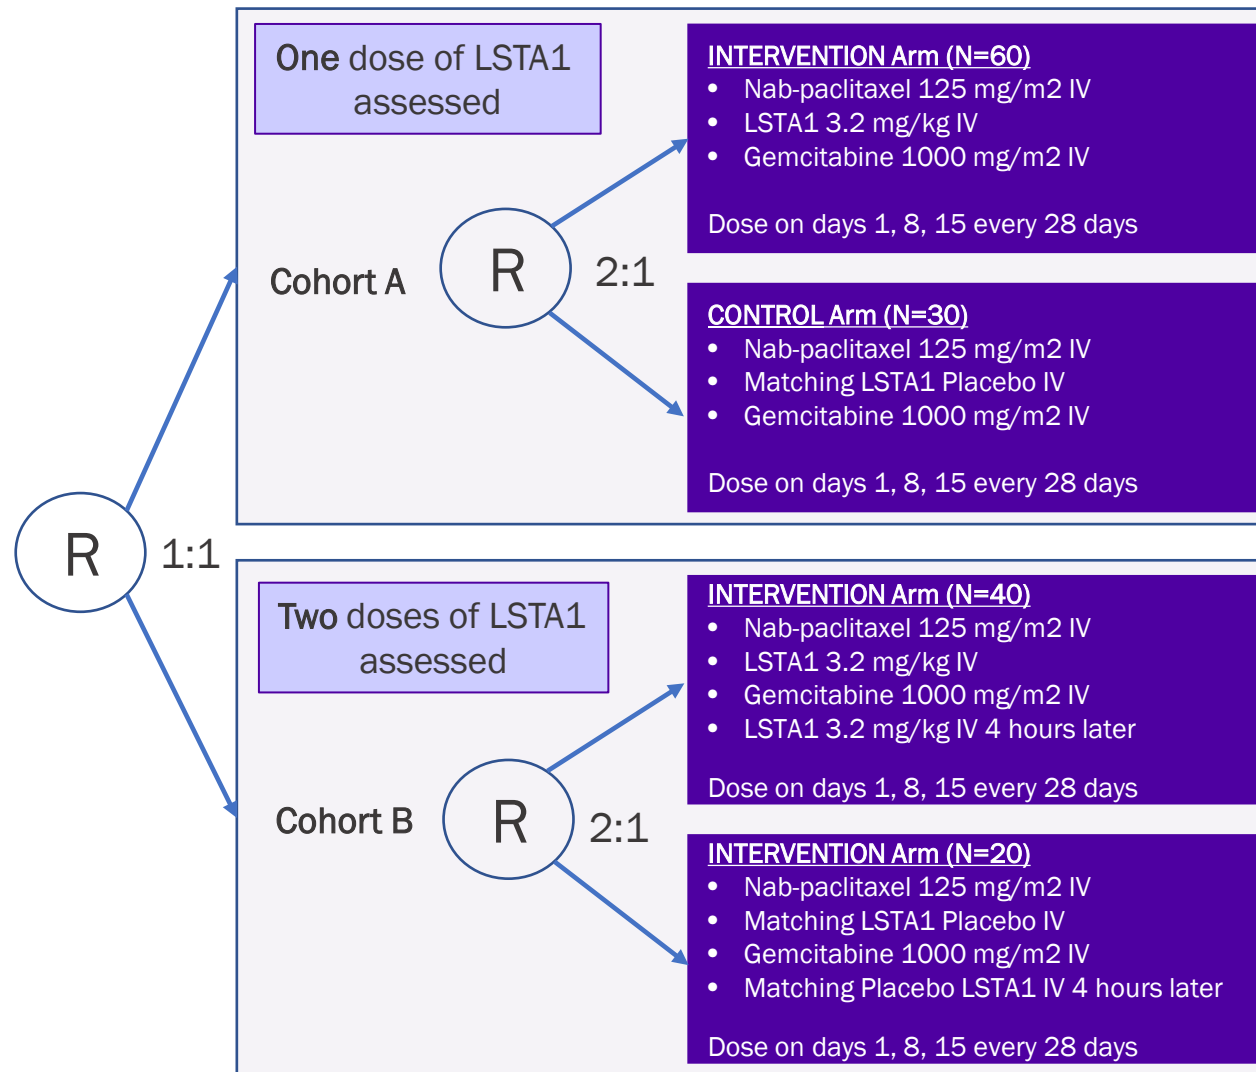 One dose of LSTA1
assessed
INTERVENTION Arm (N=60)
• Nab-paclitaxel 125 mg/m2 IV
• LSTA1 3.2 mg/kg IV
• Gemcitabine 1000 mg/m2 IV
Dose on days 1, 8, 15 every 28 days
Cohort A
R
2:1
CONTROL Arm (N=30)
• Nab-paclitaxel 125 mg/m2 IV
• Matching LSTA1 Placebo IV
• Gemcitabine 1000 mg/m2 IV
Dose on days 1, 8, 15 every 28 days
R
1:1
Two doses of LSTA1
assessed
INTERVENTION Arm (N=40)
• Nab-paclitaxel 125 mg/m2 IV
• LSTA1 3.2 mg/kg IV
• Gemcitabine 1000 mg/m2 IV
• LSTA1 3.2 mg/kg IV 4 hours later
Dose on days 1, 8, 15 every 28 days
Cohort B
R
2:1
INTERVENTION Arm (N=20)
• Nab-paclitaxel 125 mg/m2 IV
• Matching LSTA1 Placebo IV
• Gemcitabine 1000 mg/m2 IV
• Matching Placebo LSTA1 IV 4 hours later
Dose on days 1, 8, 15 every 28 days